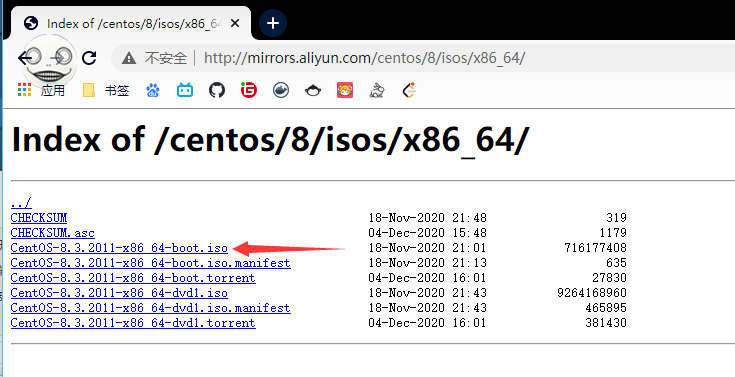 Index of /centos/8/isos/x86_64/
不安全 http://mirrors.aliyun.com/centos/8/isos/x86_64/
应用 书签
Index of /centos/8/isos/x86_64/
../
CHECKSUM 18-Nov-2020 21:48 319
CHECKSUM.asc 04-Dec-2020 15:48 1179
CentOS-8.3.2011-x86_64-boot.iso 18-Nov-2020 21:01 716177408
CentOS-8.3.2011-x86_64-boot.iso.manifest 18-Nov-2020 21:13 635
CentOS-8.3.2011-x86_64-boot.torrent 04-Dec-2020 16:01 27830
CentOS-8.3.2011-x86_64-dvd1.iso 18-Nov-2020 21:43 9264168960
CentOS-8.3.2011-x86_64-dvd1.iso.manifest 18-Nov-2020 21:43 465895
CentOS-8.3.2011-x86_64-dvd1.torrent 04-Dec-2020 16:01 381430